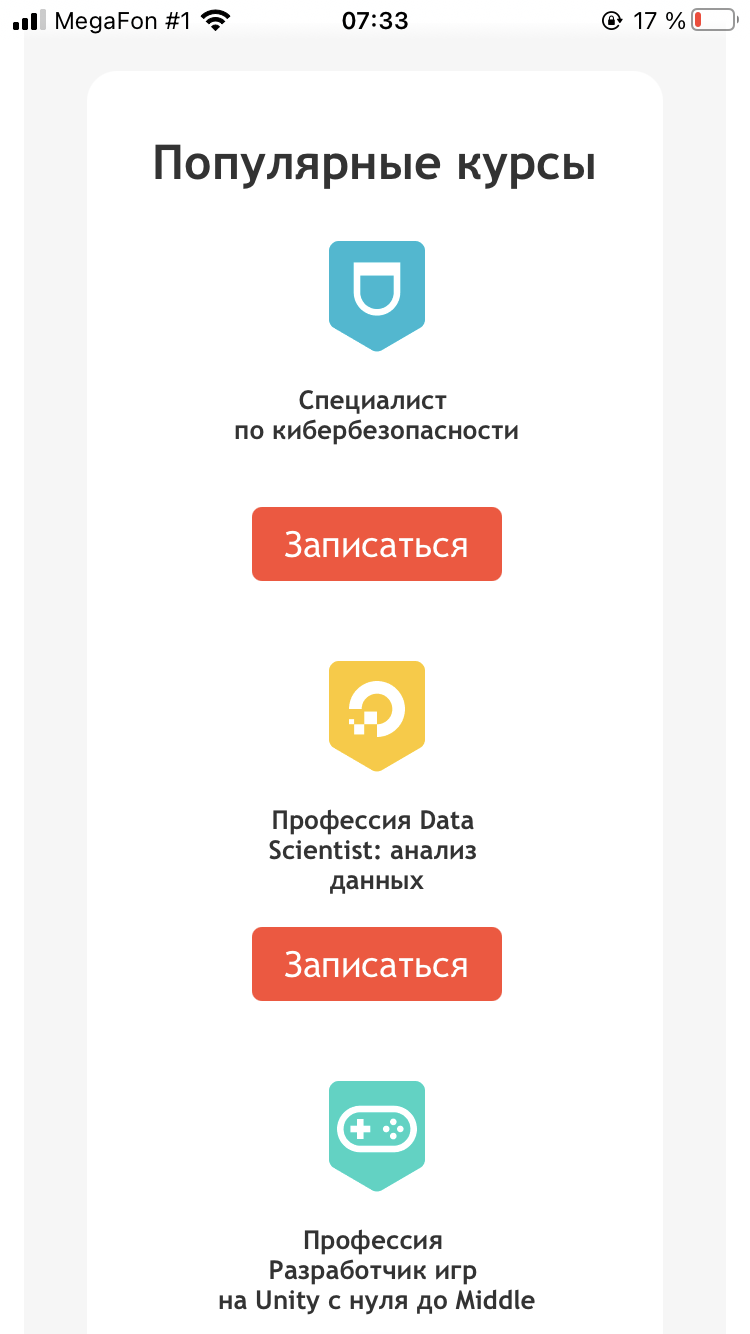 MegaFon #1 07:33 17 %
Популярные курсы
Специалист
по кибербезопасности
Записаться
Профессия Data
Scientist: анализ
данных
Записаться
Профессия
Разработчик игр
на Unity с нуля до Middle